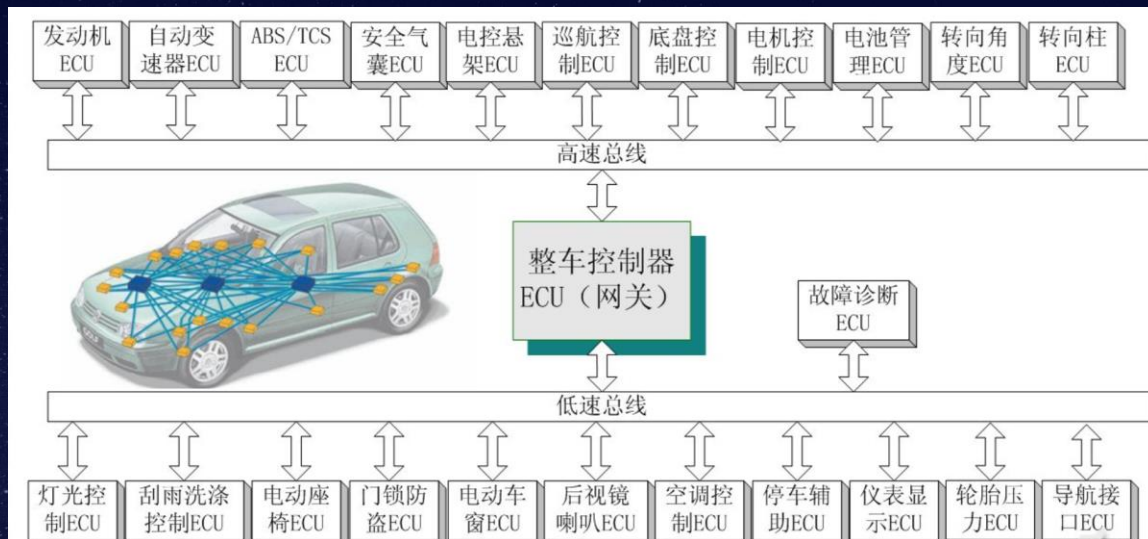 发动机
ECU
自动变
速器ECU
ABS/TCS
ECU
安全气
囊ECU
电控悬
架ECU
巡航控
制ECU
底盘控
制ECU
电机控
制ECU
电池管
理ECU
转向角
度ECU
转向柱
ECU
高速总线
整车控制器
ECU（网关）
故障诊断
ECU
低速总线
灯光控
制ECU
刮雨洗涤
控制ECU
电动座
椅ECU
门锁防
盗ECU
电动车
窗ECU
后视镜
喇叭ECU
空调控
制ECU
停车辅
助ECU
仪表显
示ECU
轮胎压
力ECU
导航接
口ECU